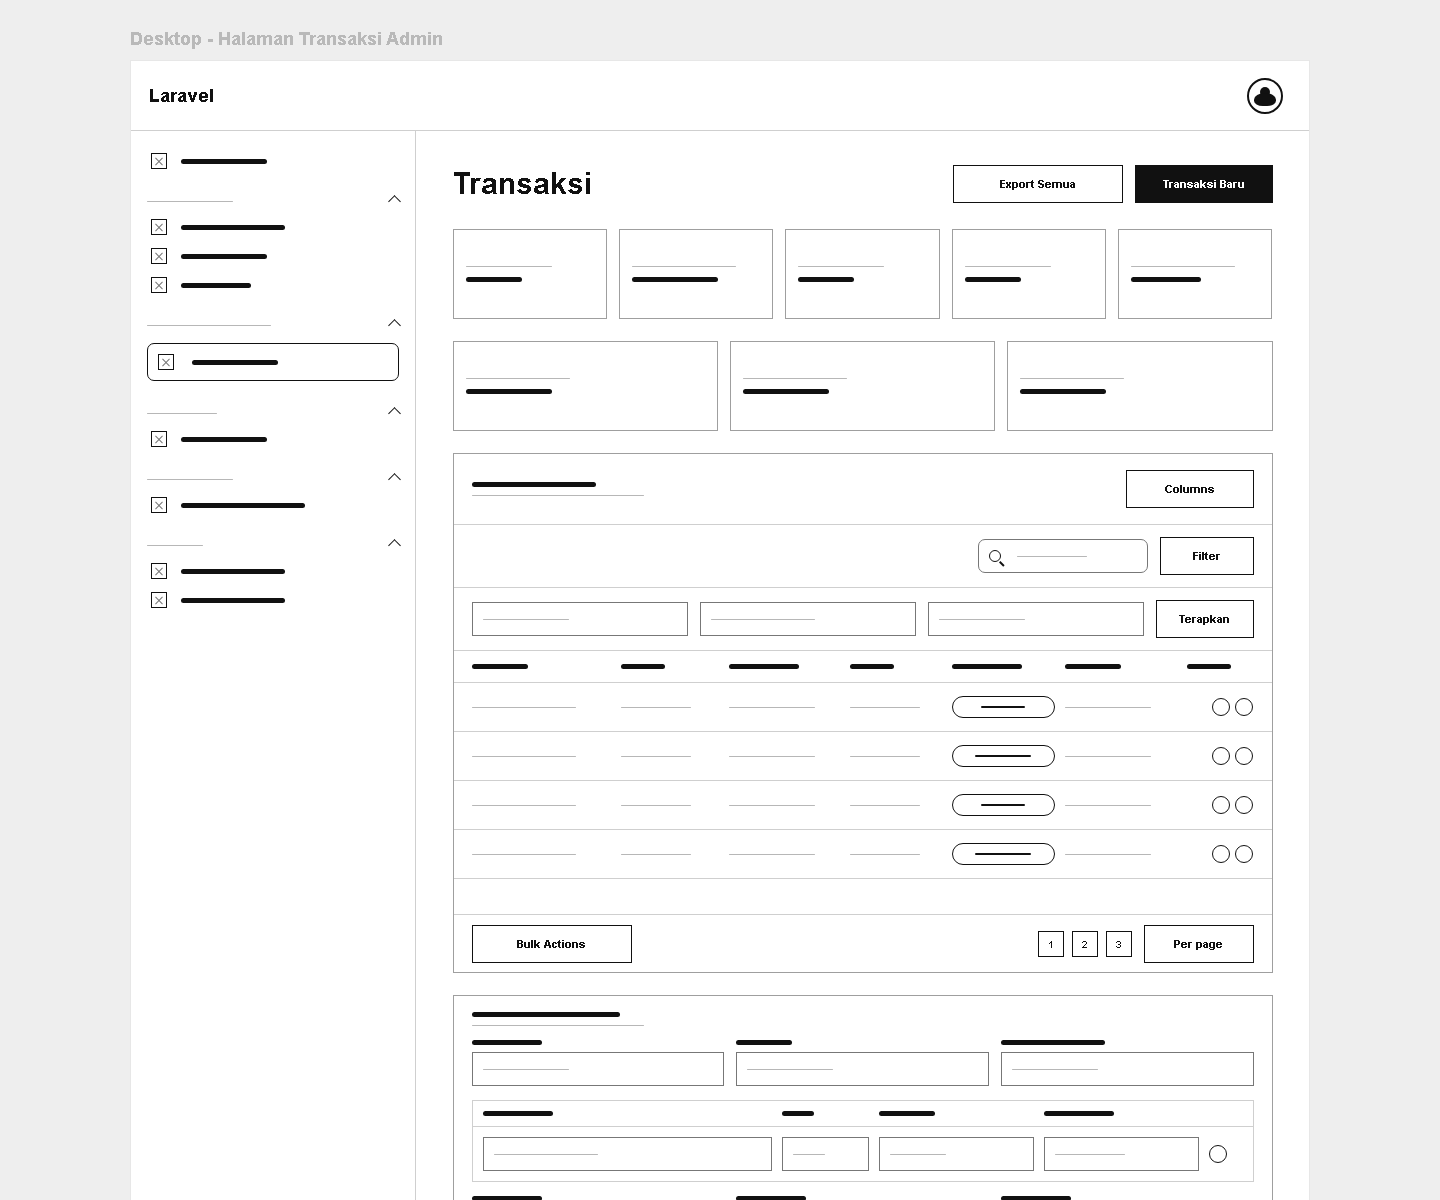 Desktop - Halaman Transaksi Admin
Laravel
Transaksi
Export Semua
Transaksi Baru
Columns
Filter
Terapkan
Bulk Actions
1
2
3
Per page